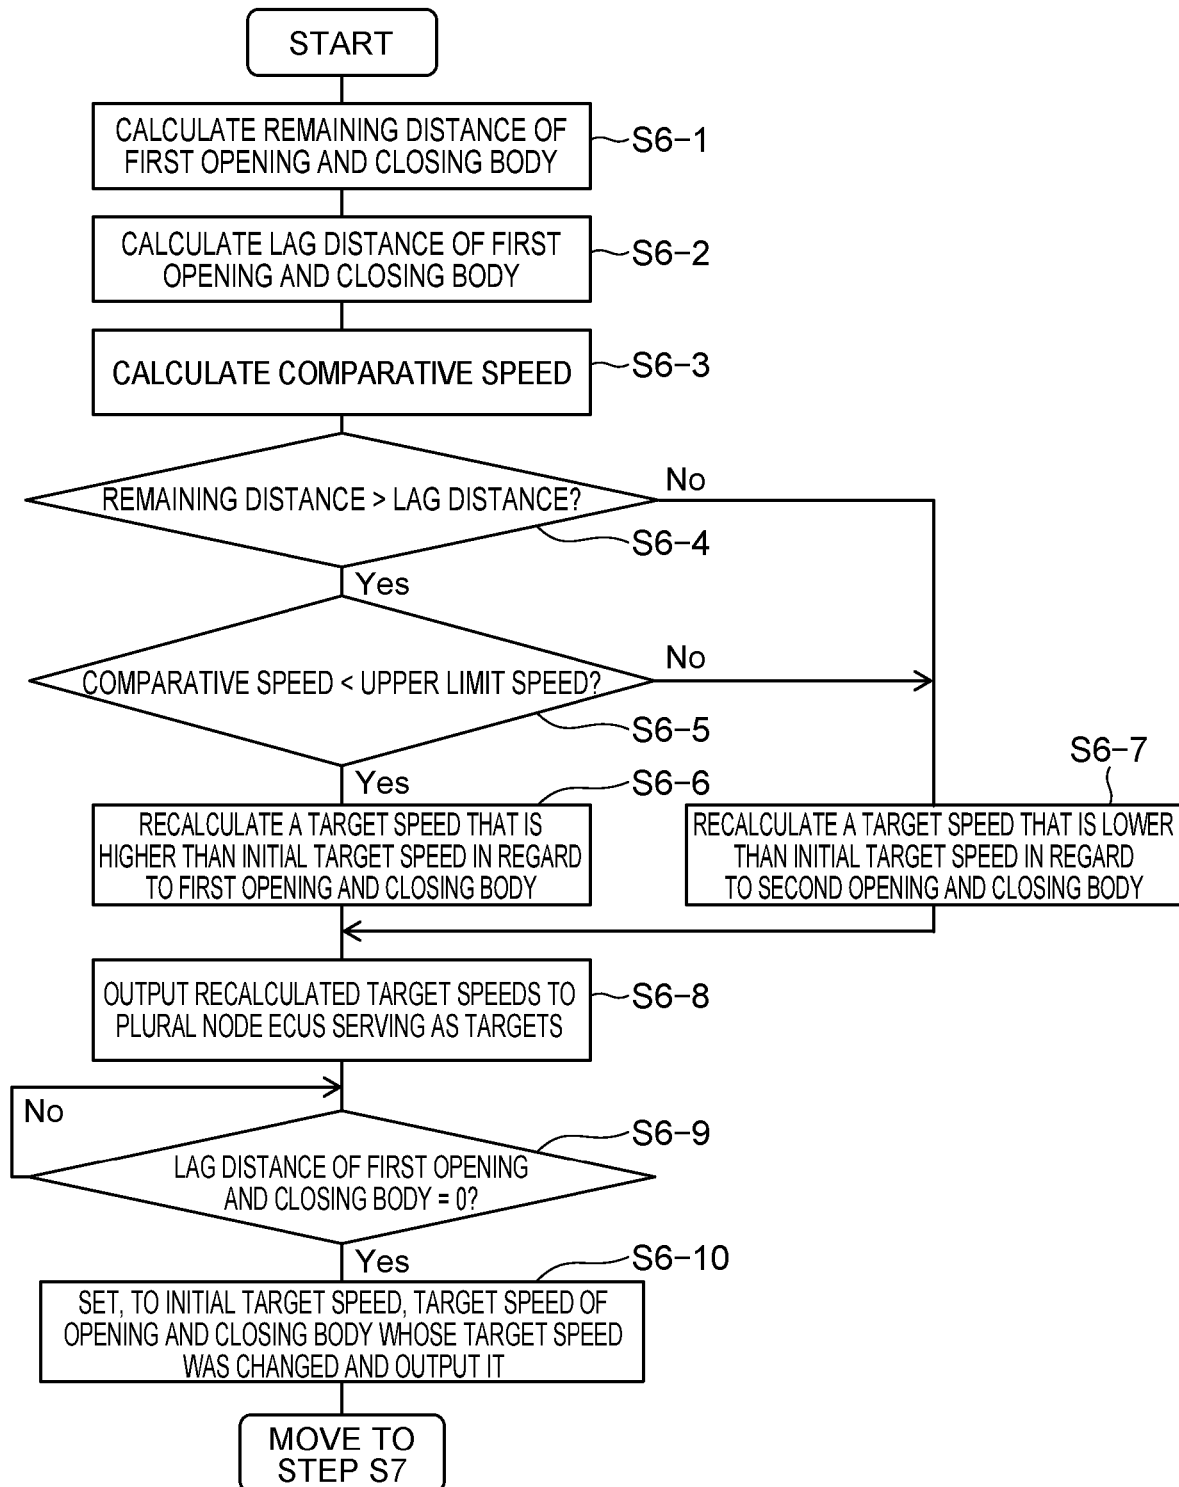 START
CALCULATE REMAINING DISTANCE OF
FIRST OPENING AND CLOSING BODY
S6-1
CALCULATE LAG DISTANCE OF FIRST
OPENING AND CLOSING BODY
S6-2
CALCULATE COMPARATIVE SPEED
S6-3
REMAINING DISTANCE > LAG DISTANCE?
No
S6-4
Yes
COMPARATIVE SPEED < UPPER LIMIT SPEED?
No
S6-5
Yes
S6-6
RECALCULATE A TARGET SPEED THAT IS
HIGHER THAN INITIAL TARGET SPEED IN REGARD
TO FIRST OPENING AND CLOSING BODY
S6-7
RECALCULATE A TARGET SPEED THAT IS LOWER
THAN INITIAL TARGET SPEED IN REGARD
TO SECOND OPENING AND CLOSING BODY
OUTPUT RECALCULATED TARGET SPEEDS TO
PLURAL NODE ECUS SERVING AS TARGETS
S6-8
No
S6-9
LAG DISTANCE OF FIRST OPENING
AND CLOSING BODY = 0?
Yes
S6-10
SET, TO INITIAL TARGET SPEED, TARGET SPEED OF
OPENING AND CLOSING BODY WHOSE TARGET SPEED
WAS CHANGED AND OUTPUT IT
MOVE TO
STEP S7